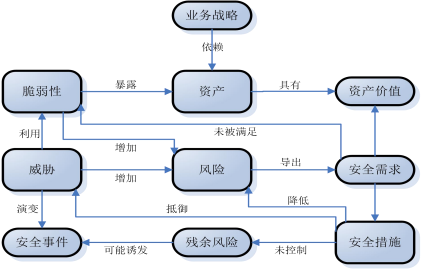 业务战略
依赖
脆弱性
暴露
资产
具有
资产价值
利用
增加
未被满足
威胁
增加
风险
导出
安全需求
演变
抵御
降低
安全事件
可能诱发
残余风险
未控制
安全措施